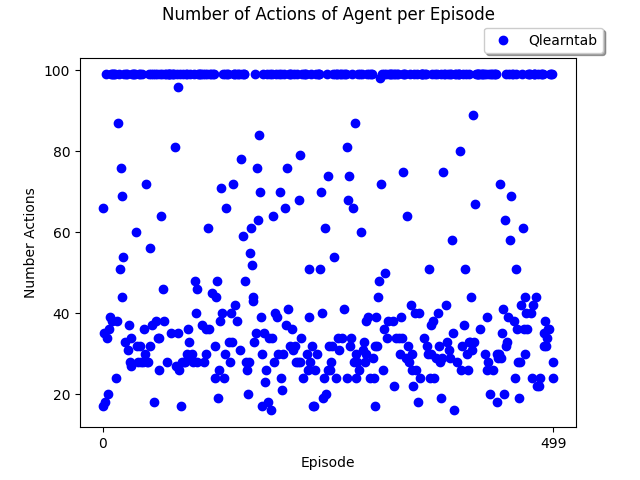 Number of Actions of Agent per Episode
Qlearntab
100
80
60
40
20
Number Actions
0
499
Episode